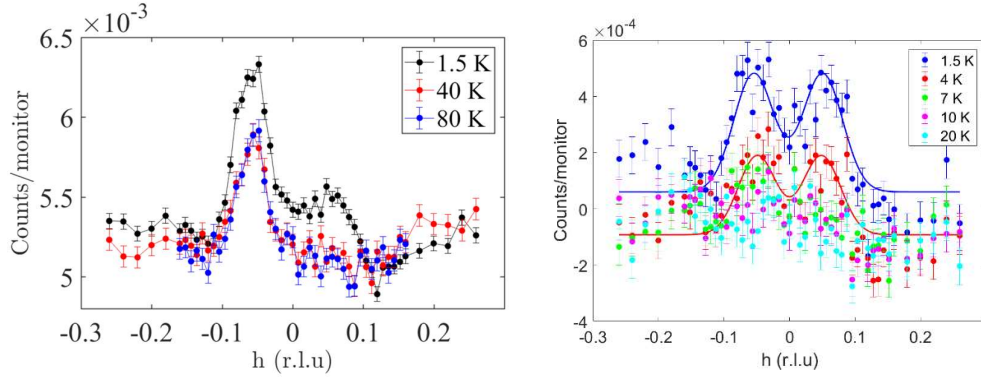 ×10⁻³
6.5
6
5.5
5
Counts/monitor
1.5 K
40 K
80 K
-0.3 -0.2 -0.1 0 0.1 0.2
h (r.l.u)
×10⁻⁴
6
4
2
0
-2
-4
Counts/monitor
1.5 K
4 K
7 K
10 K
20 K
-0.3 -0.2 -0.1 0 0.1 0.2
h (r.l.u)